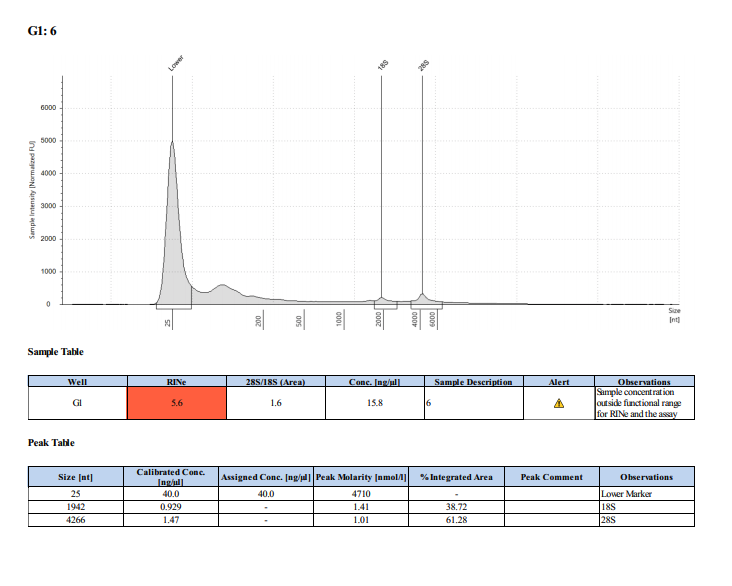 G1: 6
Lower
18S
28S
Sample Intensity [Normalized FU]
6000
5000
4000
3000
2000
1000
0
25
200
500
1000
2000
4000
6000
Size
[nt]
Sample Table
Well RINe 28S/18S (Area) Conc. [ng/µl] Sample Description Alert Observations
G1 5.6 1.6 15.8 6 Sample concentration
outside functional range
for RINe and the assay
Peak Table
Size [nt] Calibrated Conc. [ng/µl] Assigned Conc. [ng/µl] Peak Molarity [nmol/l] % Integrated Area Peak Comment Observations
25 40.0 40.0 4710 - Lower Marker
1942 0.929 - 1.41 38.72 18S
4266 1.47 - 1.01 61.28 28S